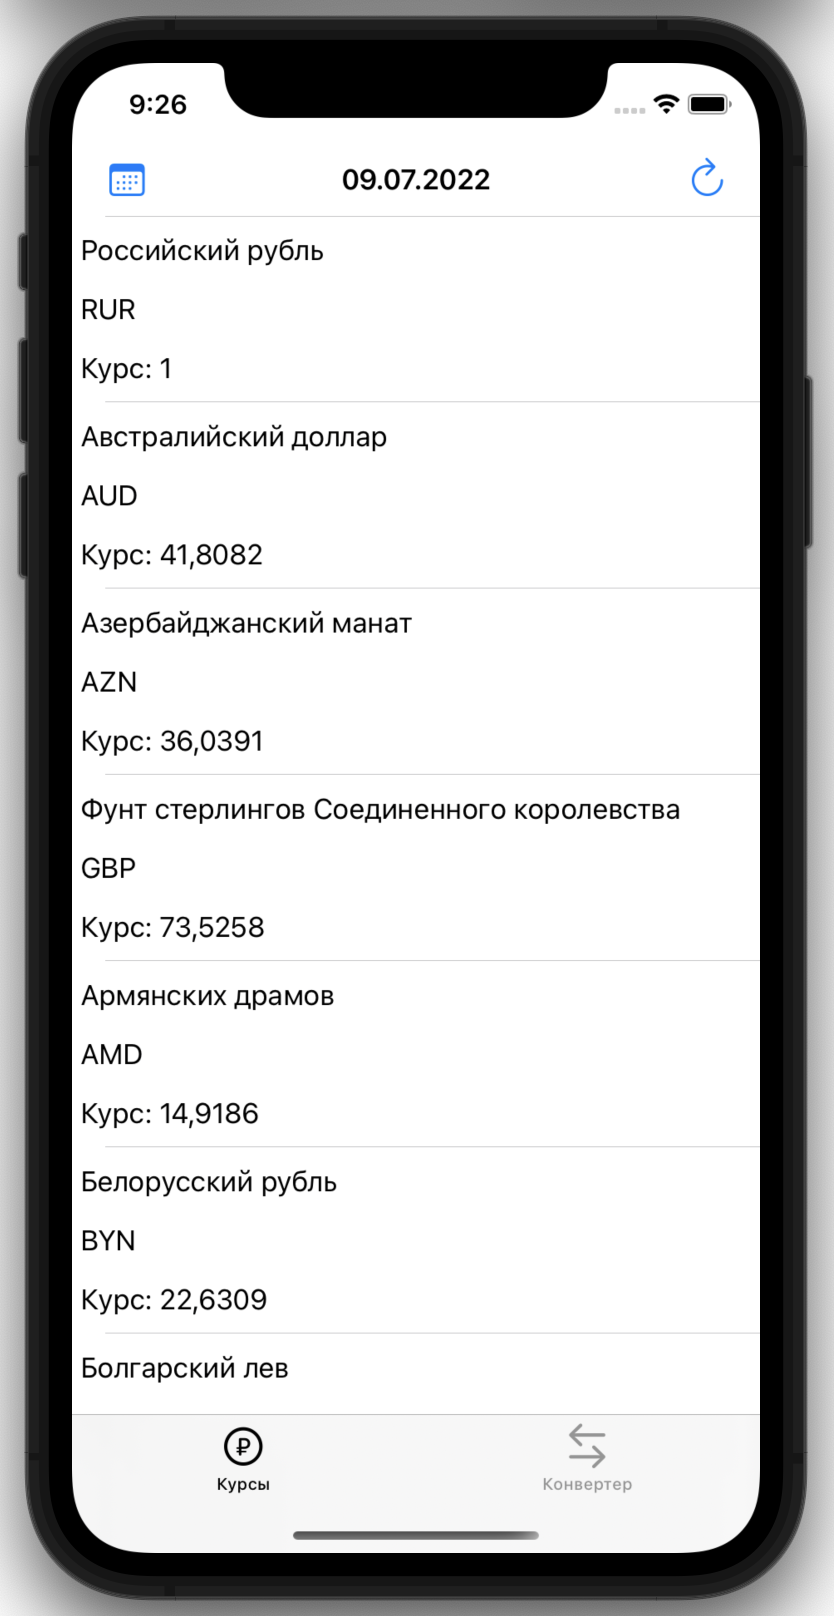 9:26
09.07.2022
Российский рубль
RUR
Курс: 1
Австралийский доллар
AUD
Курс: 41,8082
Азербайджанский манат
AZN
Курс: 36,0391
Фунт стерлингов Соединенного королевства
GBP
Курс: 73,5258
Армянских драмов
AMD
Курс: 14,9186
Белорусский рубль
BYN
Курс: 22,6309
Болгарский лев
₽
Курсы
Конвертер